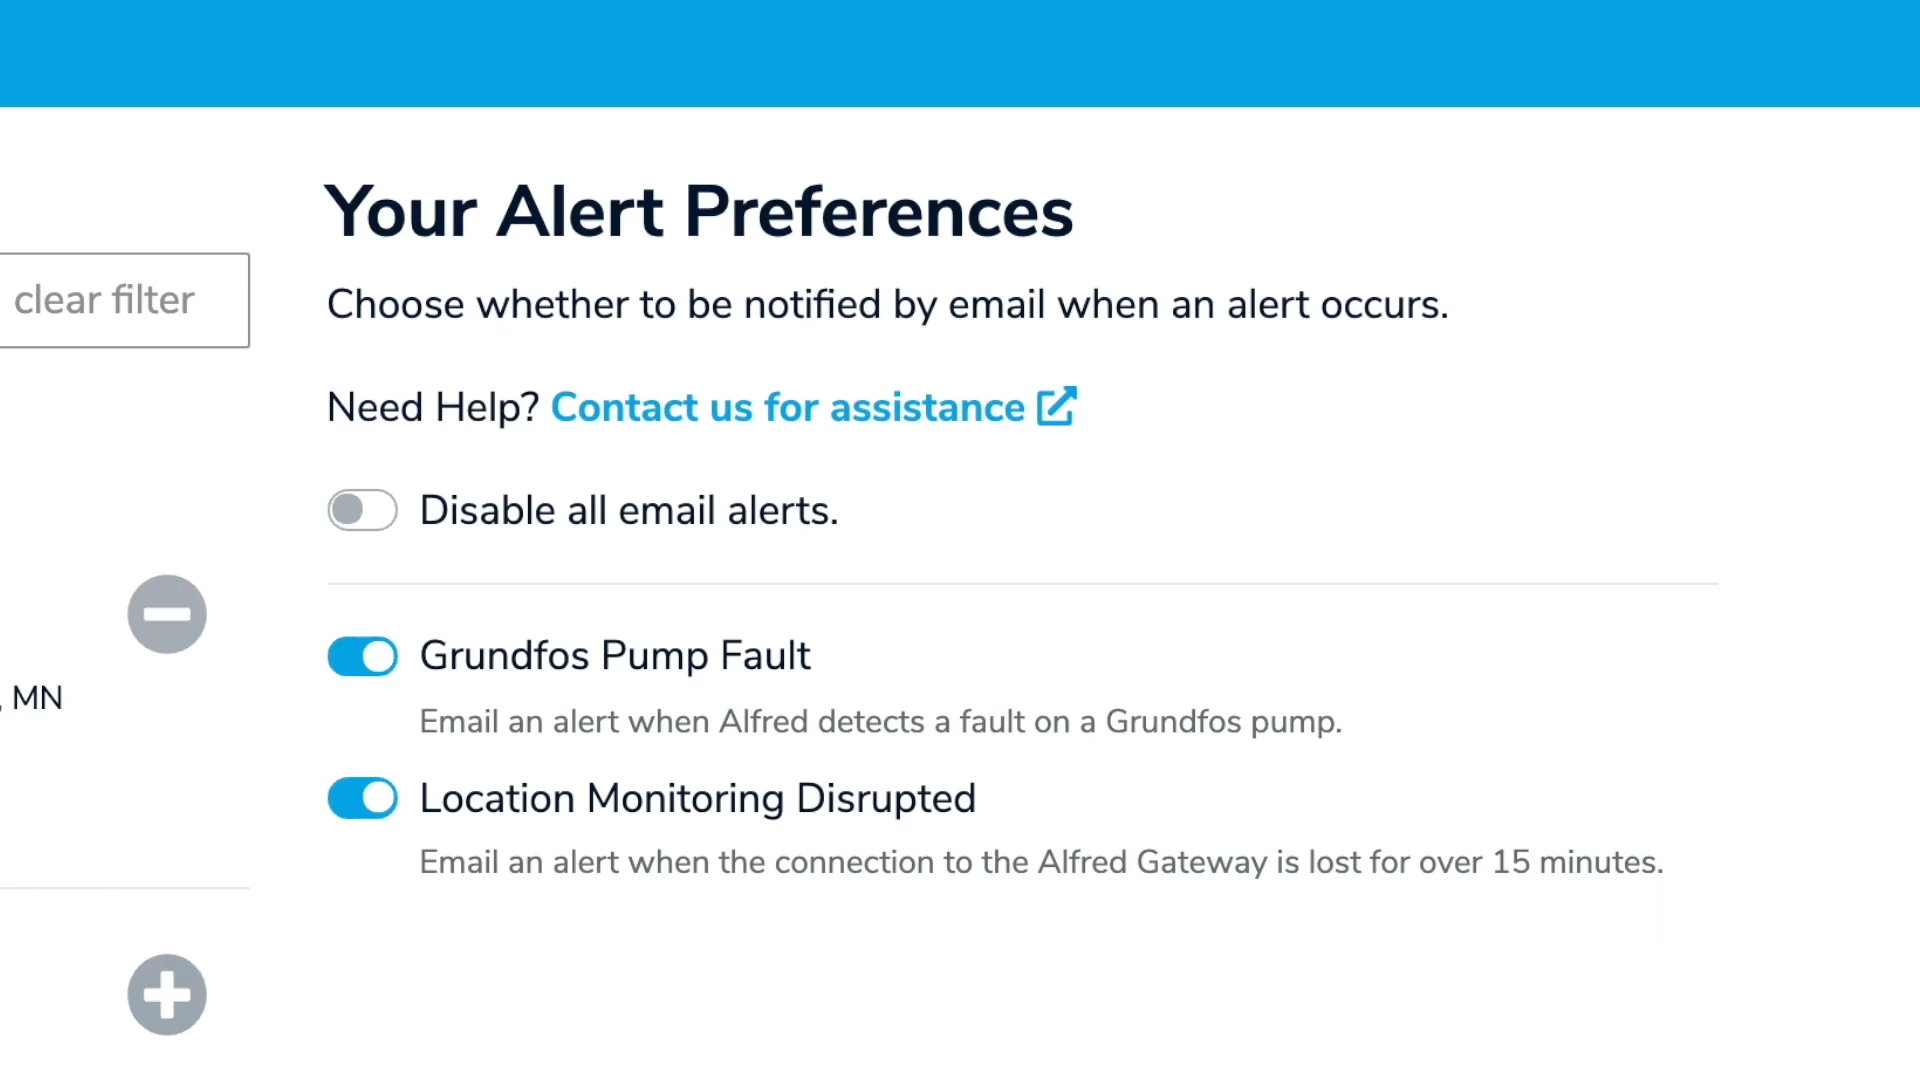 Your Alert Preferences
clear filter
Choose whether to be notified by email when an alert occurs.
Need Help? Contact us for assistance
Disable all email alerts.
Grundfos Pump Fault
, MN
Email an alert when Alfred detects a fault on a Grundfos pump.
Location Monitoring Disrupted
Email an alert when the connection to the Alfred Gateway is lost for over 15 minutes.